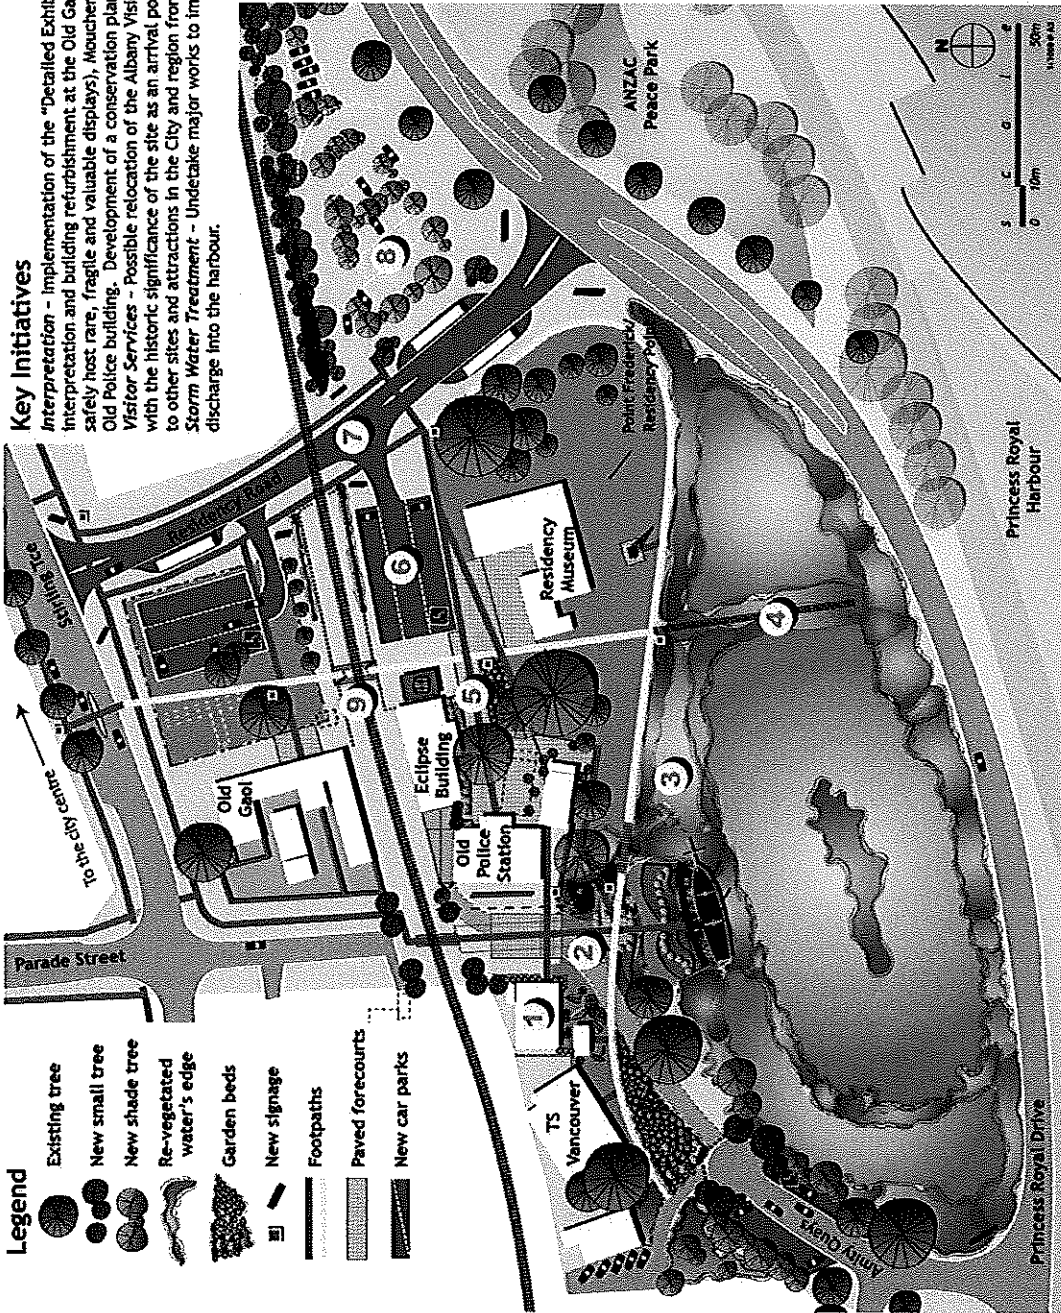 Key Initiatives
Interpretation - Implementation of the "Detailed Exhib
Interpretation and building refurbishment at the Old Ga
safely host rare, fragile and valuable displays), Moucher
Old Police building. Development of a conservation plan
Visitor Services - Possible relocation of the Albany Visi
with the historic significance of the site as an arrival po
to other sites and attractions in the City and region from
Storm Water Treatment - Undetake major works to im
discharge into the harbour.
Legend
Existing tree
New small tree
New shade tree
Re-vegetated
water's edge
Garden beds
New signage
Footpaths
Paved forecourts
New car parks
To the city centre
Stirling Tce
Parade Street
Residency Road
Old
Gaol
Eclipse
Building
Old
Police
Station
TS
Vancouver
Residency
Museum
Point Frederick/
Residency Point
ANZAC
Peace Park
Princess Royal
Harbour
Princess Royal Drive
Amity Quays
1
2
3
4
5
6
7
8
9
N
S C A L E
0 10m 50m